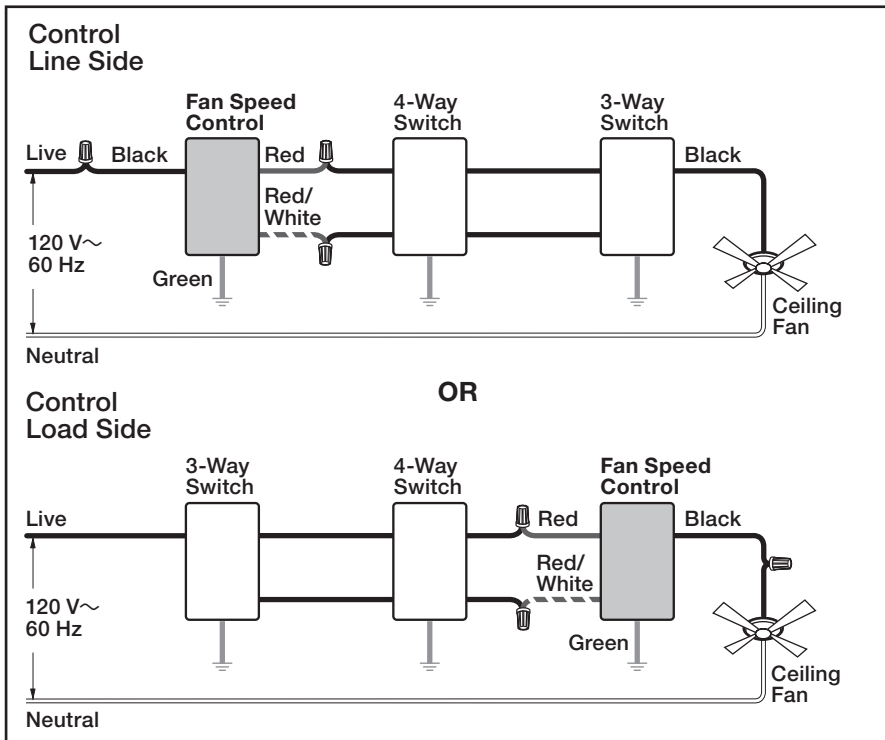 Control
Line Side
Fan Speed
Control
4-Way
Switch
3-Way
Switch
Live
Black
Red
Black
Red/
White
120 V~
60 Hz
Green
Ceiling
Fan
Neutral
OR
Control
Load Side
3-Way
Switch
4-Way
Switch
Fan Speed
Control
Live
Red
Black
Red/
White
120 V~
60 Hz
Green
Ceiling
Fan
Neutral